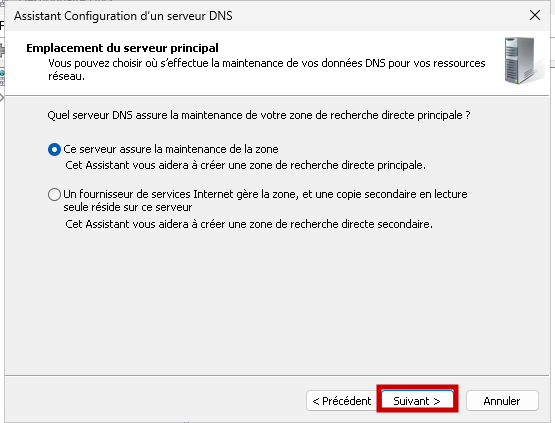 Assistant Configuration d'un serveur DNS
Emplacement du serveur principal
Vous pouvez choisir où s'effectue la maintenance de vos données DNS pour vos ressources
réseau.
Quel serveur DNS assure la maintenance de votre zone de recherche directe principale ?
Ce serveur assure la maintenance de la zone
Cet Assistant vous aidera à créer une zone de recherche directe principale.
Un fournisseur de services Internet gère la zone, et une copie secondaire en lecture
seule réside sur ce serveur
Cet Assistant vous aidera à créer une zone de recherche directe secondaire.
< Précédent
Suivant >
Annuler